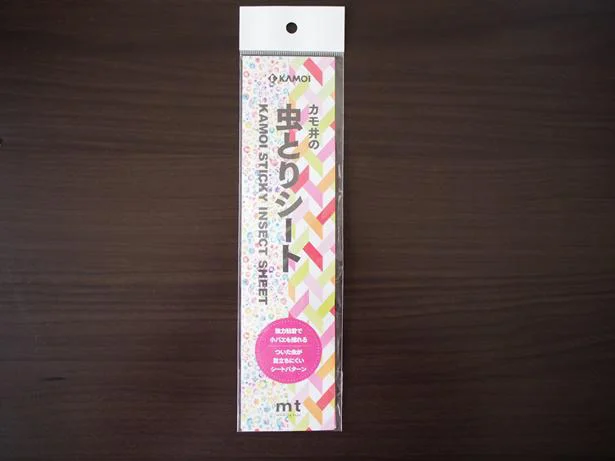 KAMOI
カモ井の
虫とりシート
KAMOI STICKY INSECT SHEET
強力粘着で
小バエも捕れる
ついた虫が
目立ちにくい
シートパターン
mt